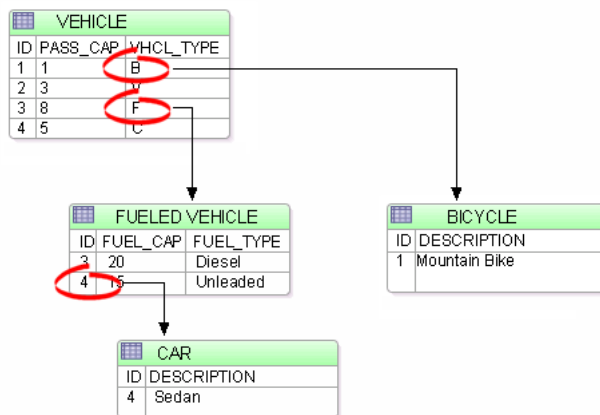 VEHICLE
ID PASS_CAP VHCL_TYPE
1 1 B
2 3 V
3 8 F
4 5 C
FUELED VEHICLE
ID FUEL_CAP FUEL_TYPE
3 20 Diesel
4 15 Unleaded
BICYCLE
ID DESCRIPTION
1 Mountain Bike
CAR
ID DESCRIPTION
4 Sedan